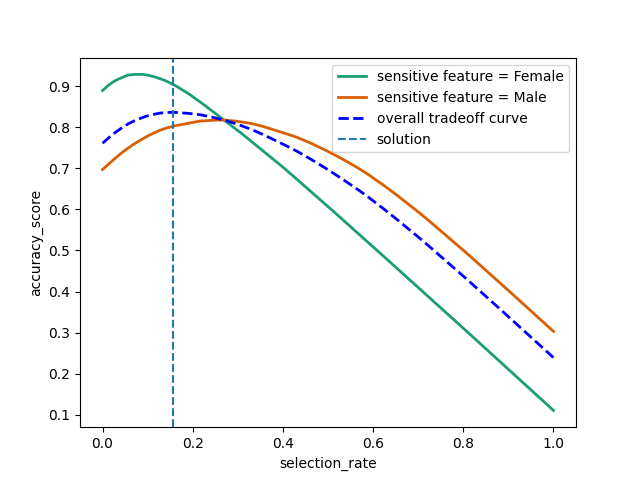 sensitive feature = Female
sensitive feature = Male
overall tradeoff curve
solution
accuracy_score
0.9
0.8
0.7
0.6
0.5
0.4
0.3
0.2
0.1
0.0 0.2 0.4 0.6 0.8 1.0
selection_rate